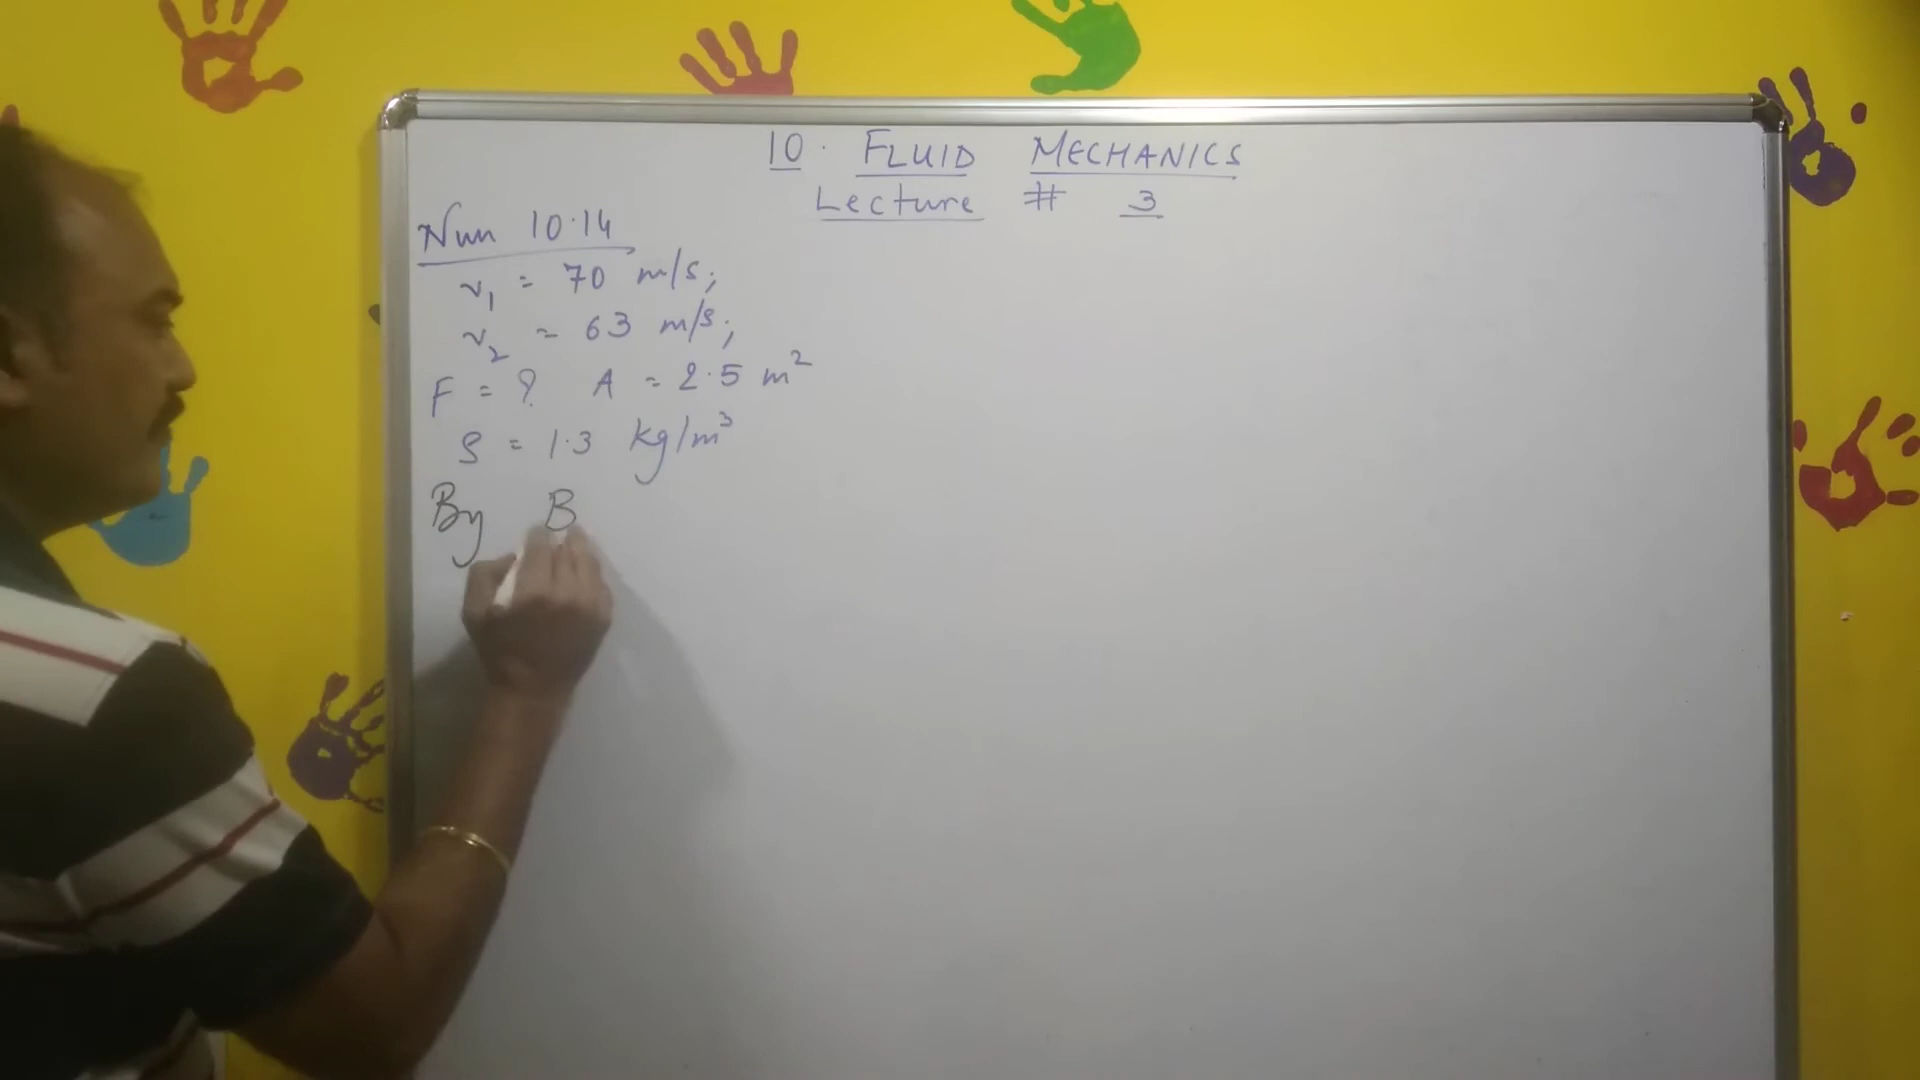 10. FLUID MECHANICS
Lecture # 3
Num 10.14
v₁ = 70 m/s;
v₂ = 63 m/s;
F = ? A = 2.5 m²
ρ = 1.3 kg/m³
By B